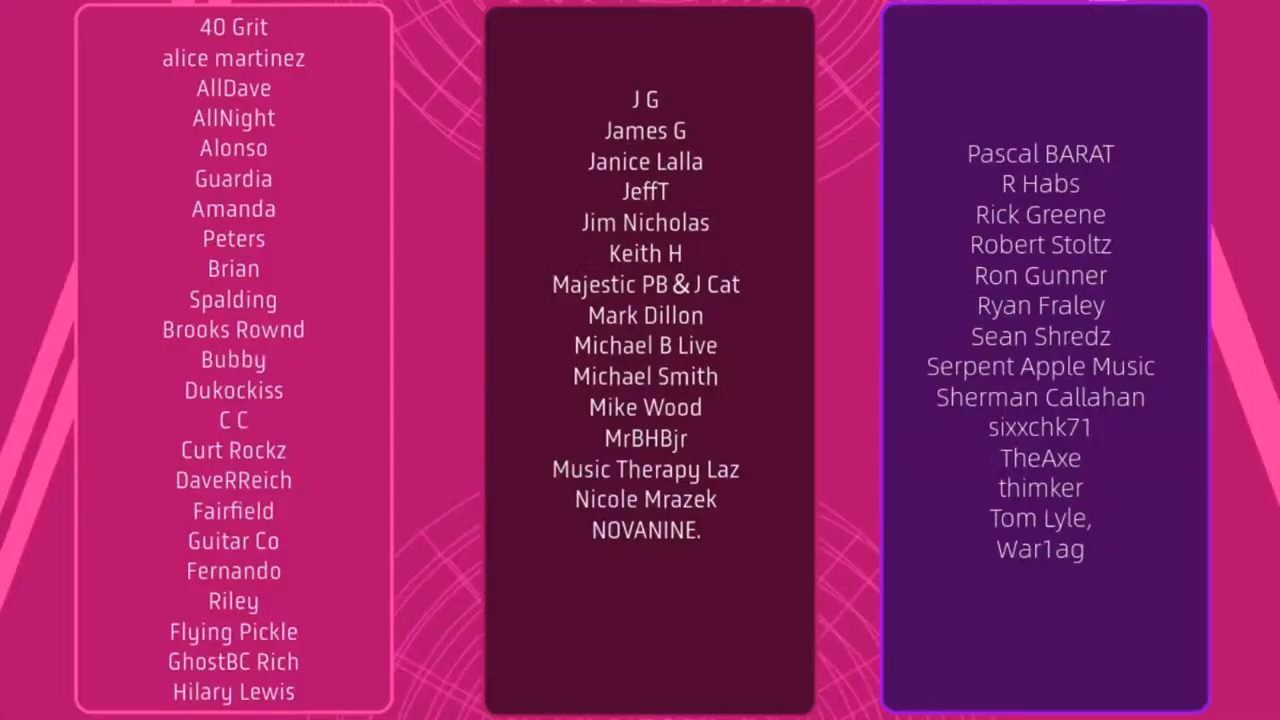 40 Grit
alice martinez
AllDave
AllNight
Alonso
Guardia
Amanda
Peters
Brian
Spalding
Brooks Rownd
Bubby
Dukockiss
C C
Curt Rockz
DaveRReich
Fairfield
Guitar Co
Fernando
Riley
Flying Pickle
GhostBC Rich
Hilary Lewis
J G
James G
Janice Lalla
JeffT
Jim Nicholas
Keith H
Majestic PB & J Cat
Mark Dillon
Michael B Live
Michael Smith
Mike Wood
MrBHBjr
Music Therapy Laz
Nicole Mrazek
NOVANINE.
Pascal BARAT
R Habs
Rick Greene
Robert Stoltz
Ron Gunner
Ryan Fraley
Sean Shredz
Serpent Apple Music
Sherman Callahan
sixxchk71
TheAxe
thimker
Tom Lyle,
War1ag